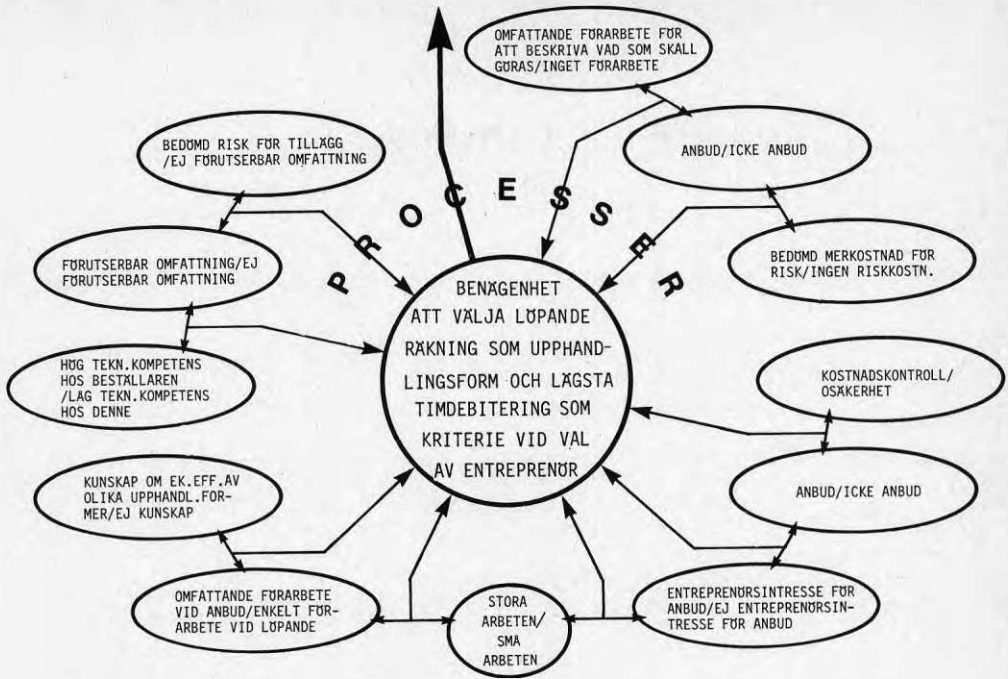 OMFATTANDE FÖRARBETE FÖR
ATT BESKRIVA VAD SOM SKALL
GÖRAS/INGET FÖRARBETE
BEDÖMD RISK FÖR TILLÄGG
/EJ FÖRUTSERBAR OMFATTNING
ANBUD/ICKE ANBUD
PROCESSER
FÖRUTSERBAR OMFATTNING/EJ
FÖRUTSERBAR OMFATTNING
BEDÖMD MERKOSTNAD FÖR
RISK/INGEN RISKKOSTN.
BENÄGENHET
ATT VÄLJA LÖPANDE
RÄKNING SOM UPPHAND-
LINGSFORM OCH LÄGSTA
TIMDEBITERING SOM
KRITERIE VID VAL
AV ENTREPRENÖR
HÖG TEKN.KOMPETENS
HOS BESTÄLLAREN
/LÅG TEKN.KOMPETENS
HOS DENNE
KOSTNADSKONTROLL/
OSÄKERHET
KUNSKAP OM EK.EFF.AV
OLIKA UPPHANDL.FOR-
MER/EJ KUNSKAP
ANBUD/ICKE ANBUD
OMFATTANDE FÖRARBETE
VID ANBUD/ENKELT FÖR-
ARBETE VID LÖPANDE
STORA
ARBETEN/
SMÅ
ARBETEN
ENTREPRENÖRSINTRESSE FÖR
ANBUD/EJ ENTREPRENÖRSIN-
TRESSE FÖR ANBUD